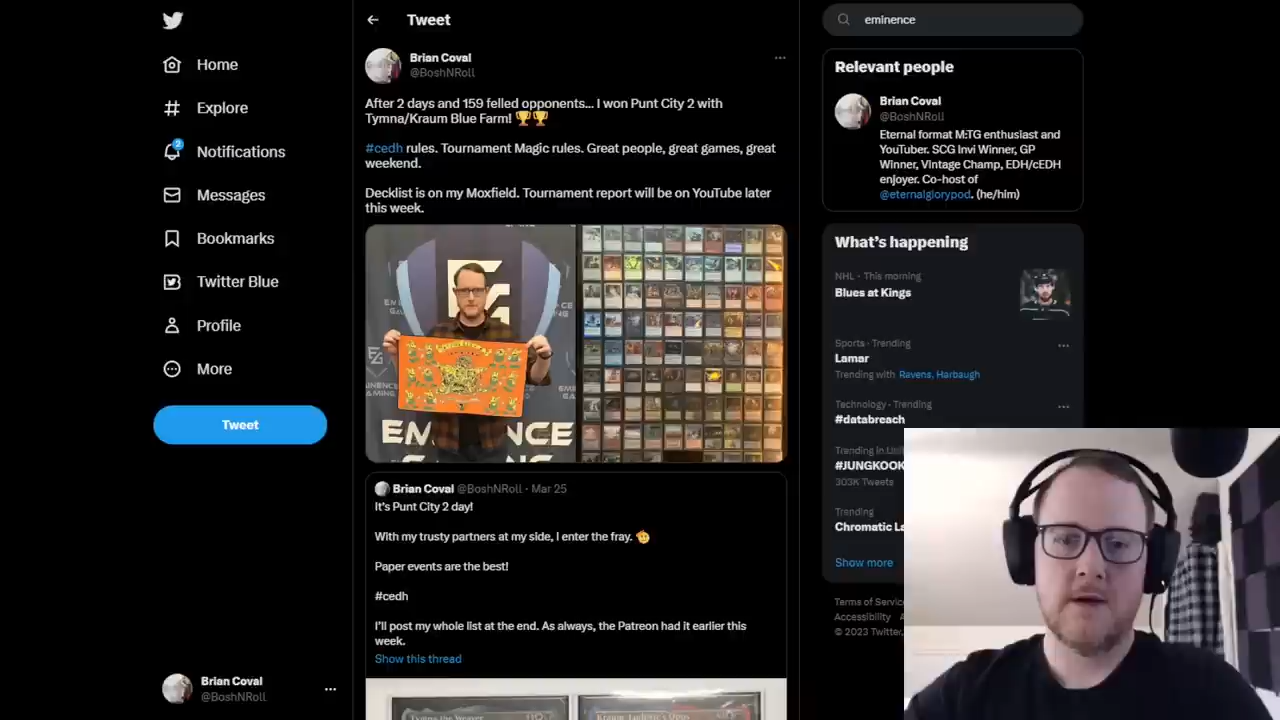 Home
Explore
2
Notifications
Messages
Bookmarks
Twitter Blue
Profile
More
Tweet
Brian Coval
@BoshNRoll
Tweet
Brian Coval
@BoshNRoll
After 2 days and 159 felled opponents... I won Punt City 2 with
Tymna/Kraum Blue Farm! 🏆🏆
#cedh rules. Tournament Magic rules. Great people, great games, great
weekend.
Decklist is on my Moxfield. Tournament report will be on YouTube later
this week.
Brian Coval @BoshNRoll · Mar 25
It's Punt City 2 day!
With my trusty partners at my side, I enter the fray. 🫡
Paper events are the best!
#cedh
I'll post my whole list at the end. As always, the Patreon had it earlier this
week.
Show this thread
eminence
Relevant people
Brian Coval
@BoshNRoll
Eternal format M:TG enthusiast and
YouTuber. SCG Invi Winner, GP
Winner, Vintage Champ, EDH/cEDH
enjoyer. Co-host of
@eternalglorypod. (he/him)
What's happening
NHL · This morning
Blues at Kings
Sports · Trending
Lamar
Trending with Ravens, Harbaugh
Technology · Trending
#databreach
Trending in
#JUNGKOOK
303K Tweets
Trending
Chromatic
Show more
Terms of
Accessibility
© 2023 Twitter,